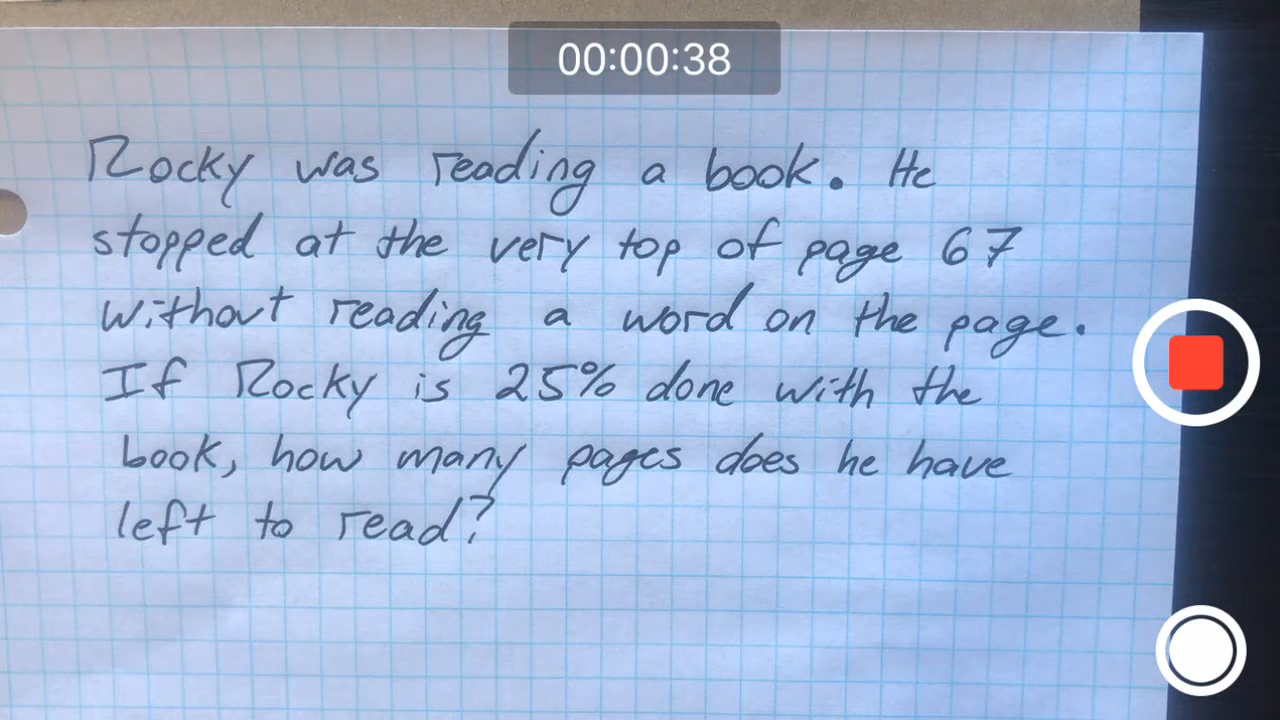 00:00:38
Rocky was reading a book. He
stopped at the very top of page 67
without reading a word on the page.
If Rocky is 25% done with the
book, how many pages does he have
left to read?